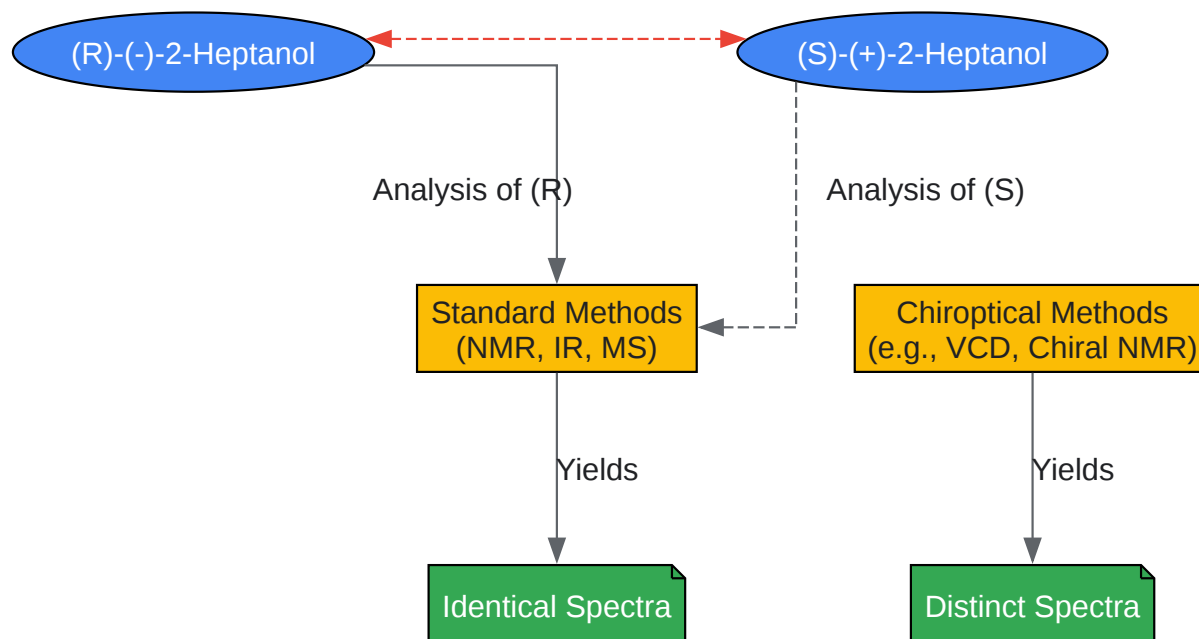 (R)-(-)-2-Heptanol
(S)-(+)-2-Heptanol
Analysis of (R)
Analysis of (S)
Standard Methods
(NMR, IR, MS)
Chiroptical Methods
(e.g., VCD, Chiral NMR)
Yields
Yields
Identical Spectra
Distinct Spectra